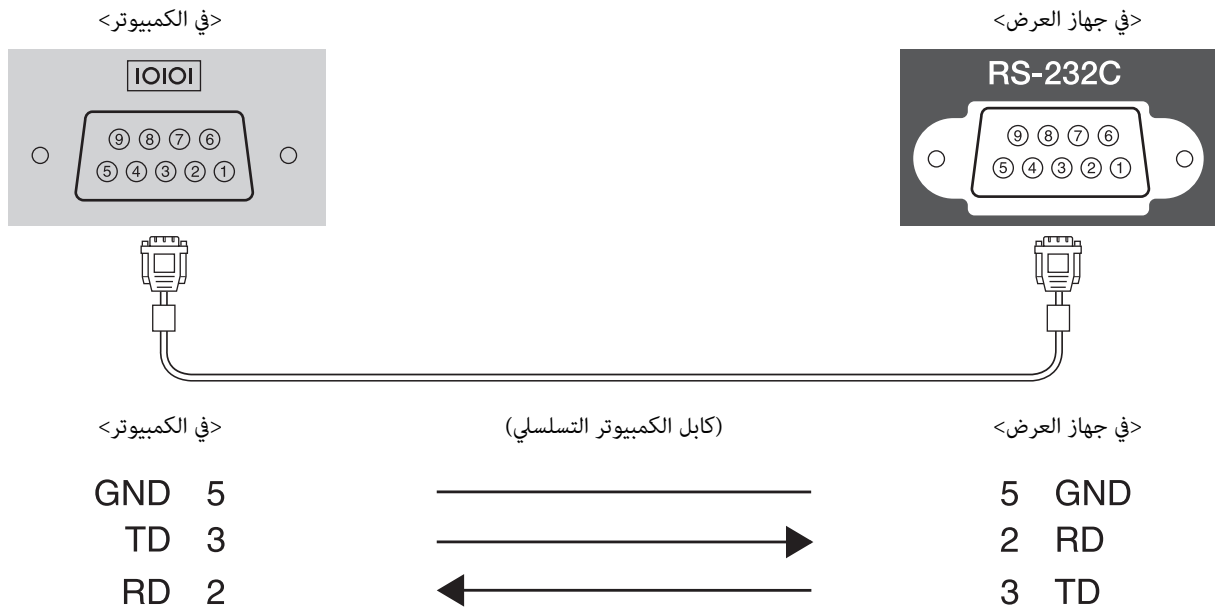 <في الكمبيوتر>
<في جهاز العرض>
IOIOI
RS-232C
9 8 7 6
5 4 3 2 1
9 8 7 6
5 4 3 2 1
<في الكمبيوتر>
(كابل الكمبيوتر التسلسلي)
<في جهاز العرض>
GND 5
5 GND
TD 3
2 RD
RD 2
3 TD